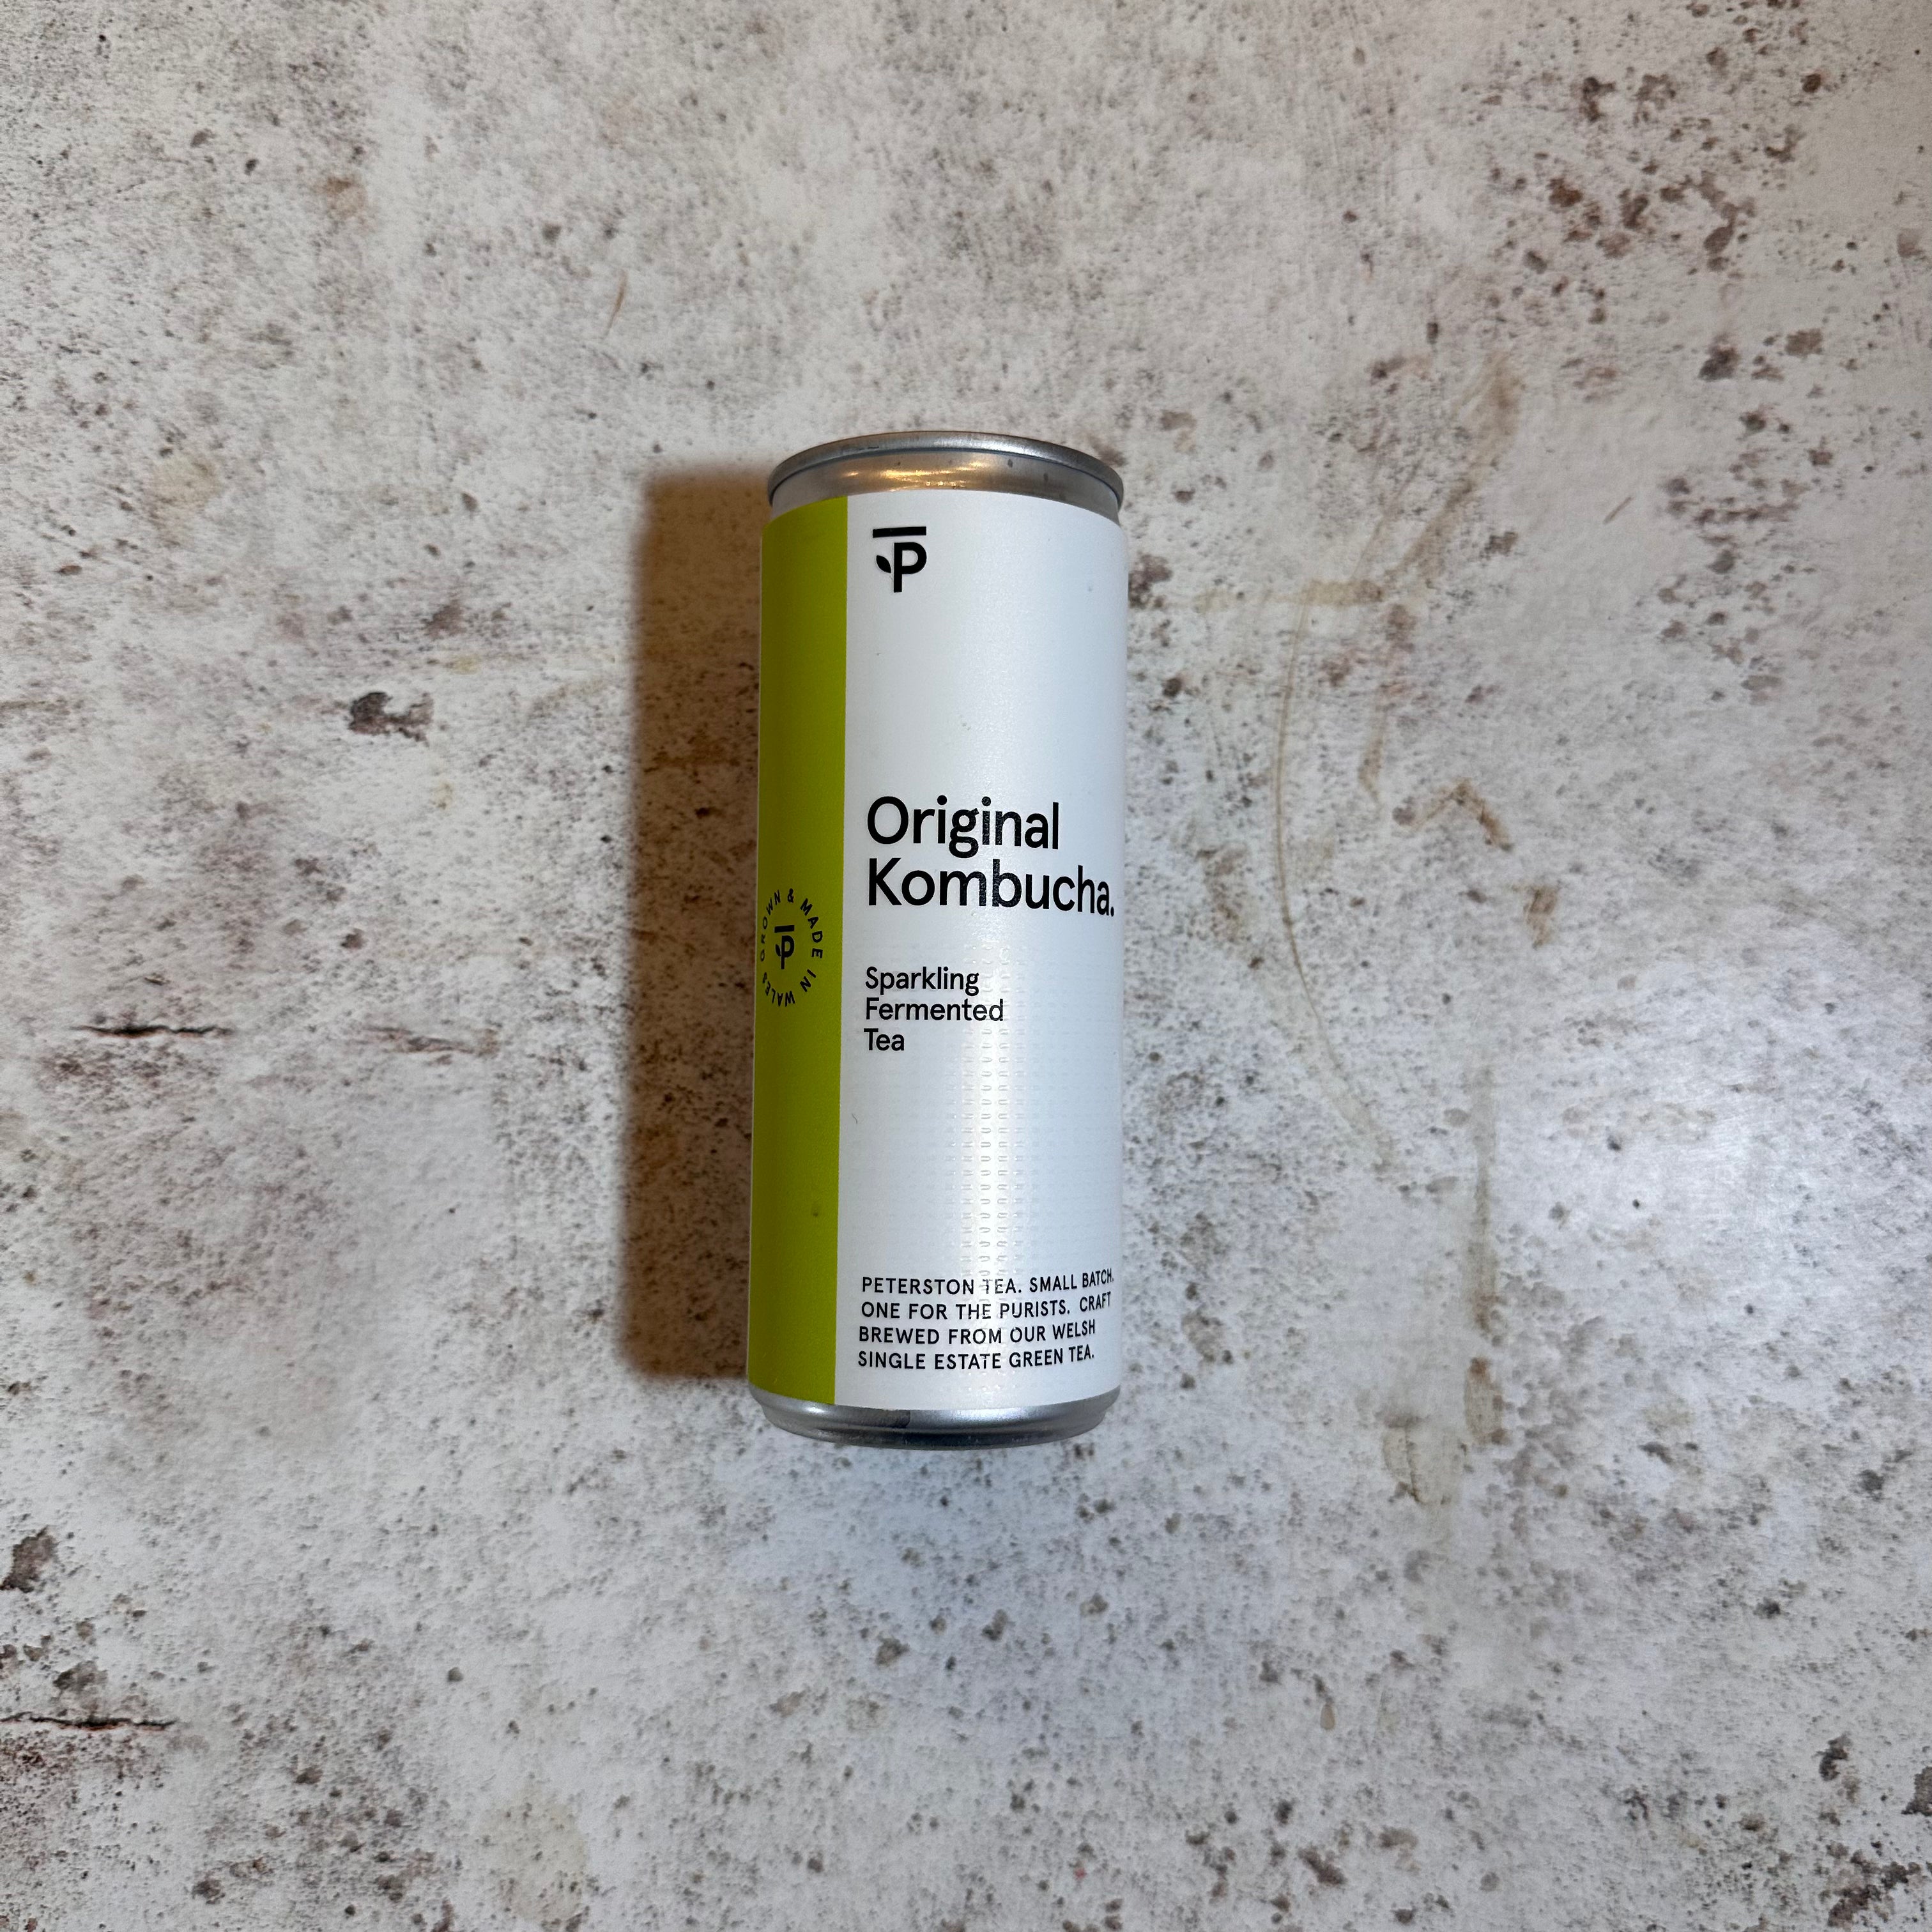 P
Original
Kombucha.
Sparkling
Fermented
Tea
PETERSTON TEA. SMALL BATCH.
ONE FOR THE PURISTS. CRAFT
BREWED FROM OUR WELSH
SINGLE ESTATE GREEN TEA.
GROWN & MADE IN WALES
P